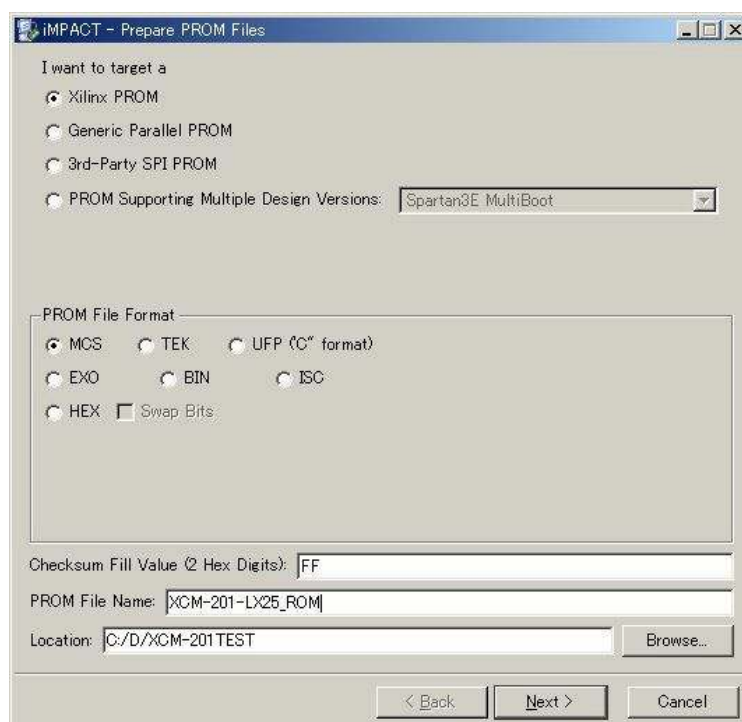 iMPACT - Prepare PROM Files
I want to target a
Xilinx PROM
Generic Parallel PROM
3rd-Party SPI PROM
PROM Supporting Multiple Design Versions: Spartan3E MultiBoot
PROM File Format
MCS TEK UFP ("C" format)
EXO BIN ISC
HEX Swap Bits
Checksum Fill Value (2 Hex Digits): FF
PROM File Name: XCM-201-LX25_ROM
Location: C:/D/XCM-201TEST Browse...
< Back Next > Cancel